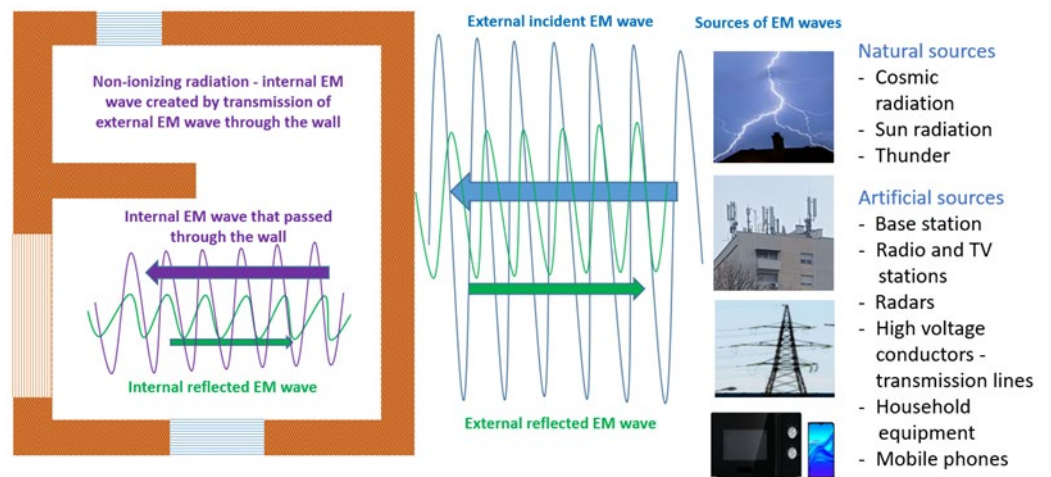 External incident EM wave
Sources of EM waves
Non-ionizing radiation - internal EM
wave created by transmission of
external EM wave through the wall
Internal EM wave that passed
through the wall
Internal reflected EM wave
External reflected EM wave
Natural sources
- Cosmic
radiation
- Sun radiation
- Thunder
Artificial sources
- Base station
- Radio and TV
stations
- Radars
- High voltage
conductors -
transmission lines
- Household
equipment
- Mobile phones